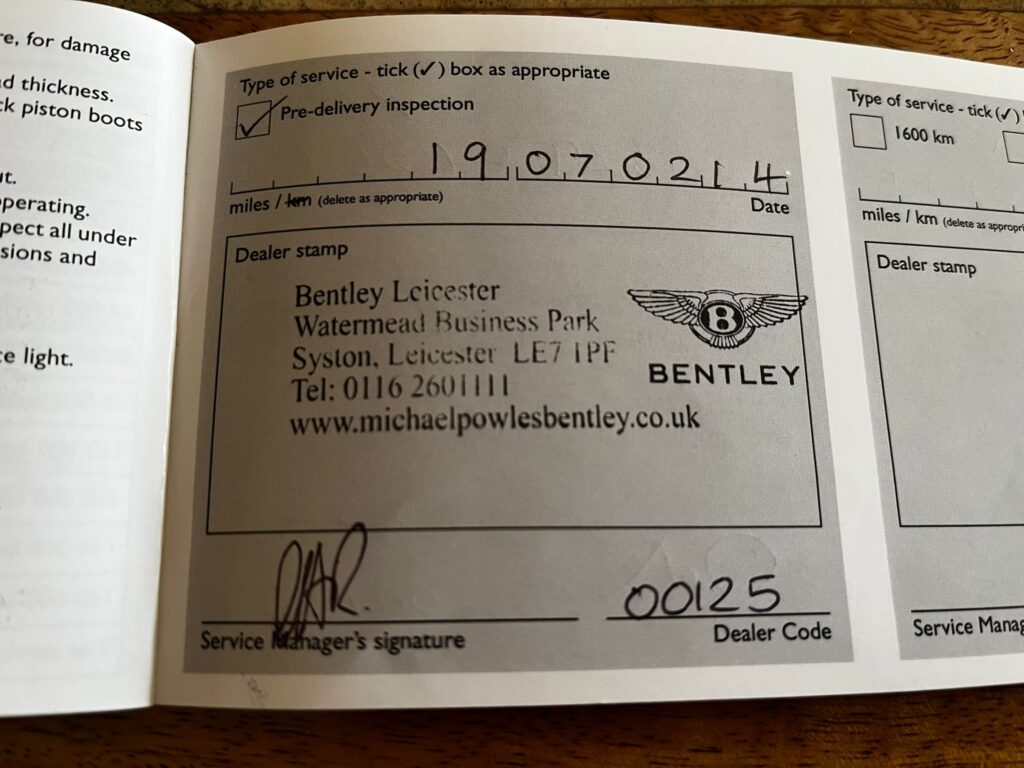 re, for damage
d thickness.
ck piston boots
ut.
perating.
pect all under
sions and
ce light.
Type of service - tick (✓) box as appropriate
✓ Pre-delivery inspection
19 07 02 14
miles / km (delete as appropriate)
Date
Dealer stamp
Bentley Leicester
Watermead Business Park
Syston, Leicester LE7 1PF
Tel: 0116 2601111
www.michaelpowlesbentley.co.uk
B
BENTLEY
00125
Service Manager's signature
Dealer Code
Type of service - tick (✓)
1600 km
miles / km (delete as appropri
Dealer stamp
Service Manag